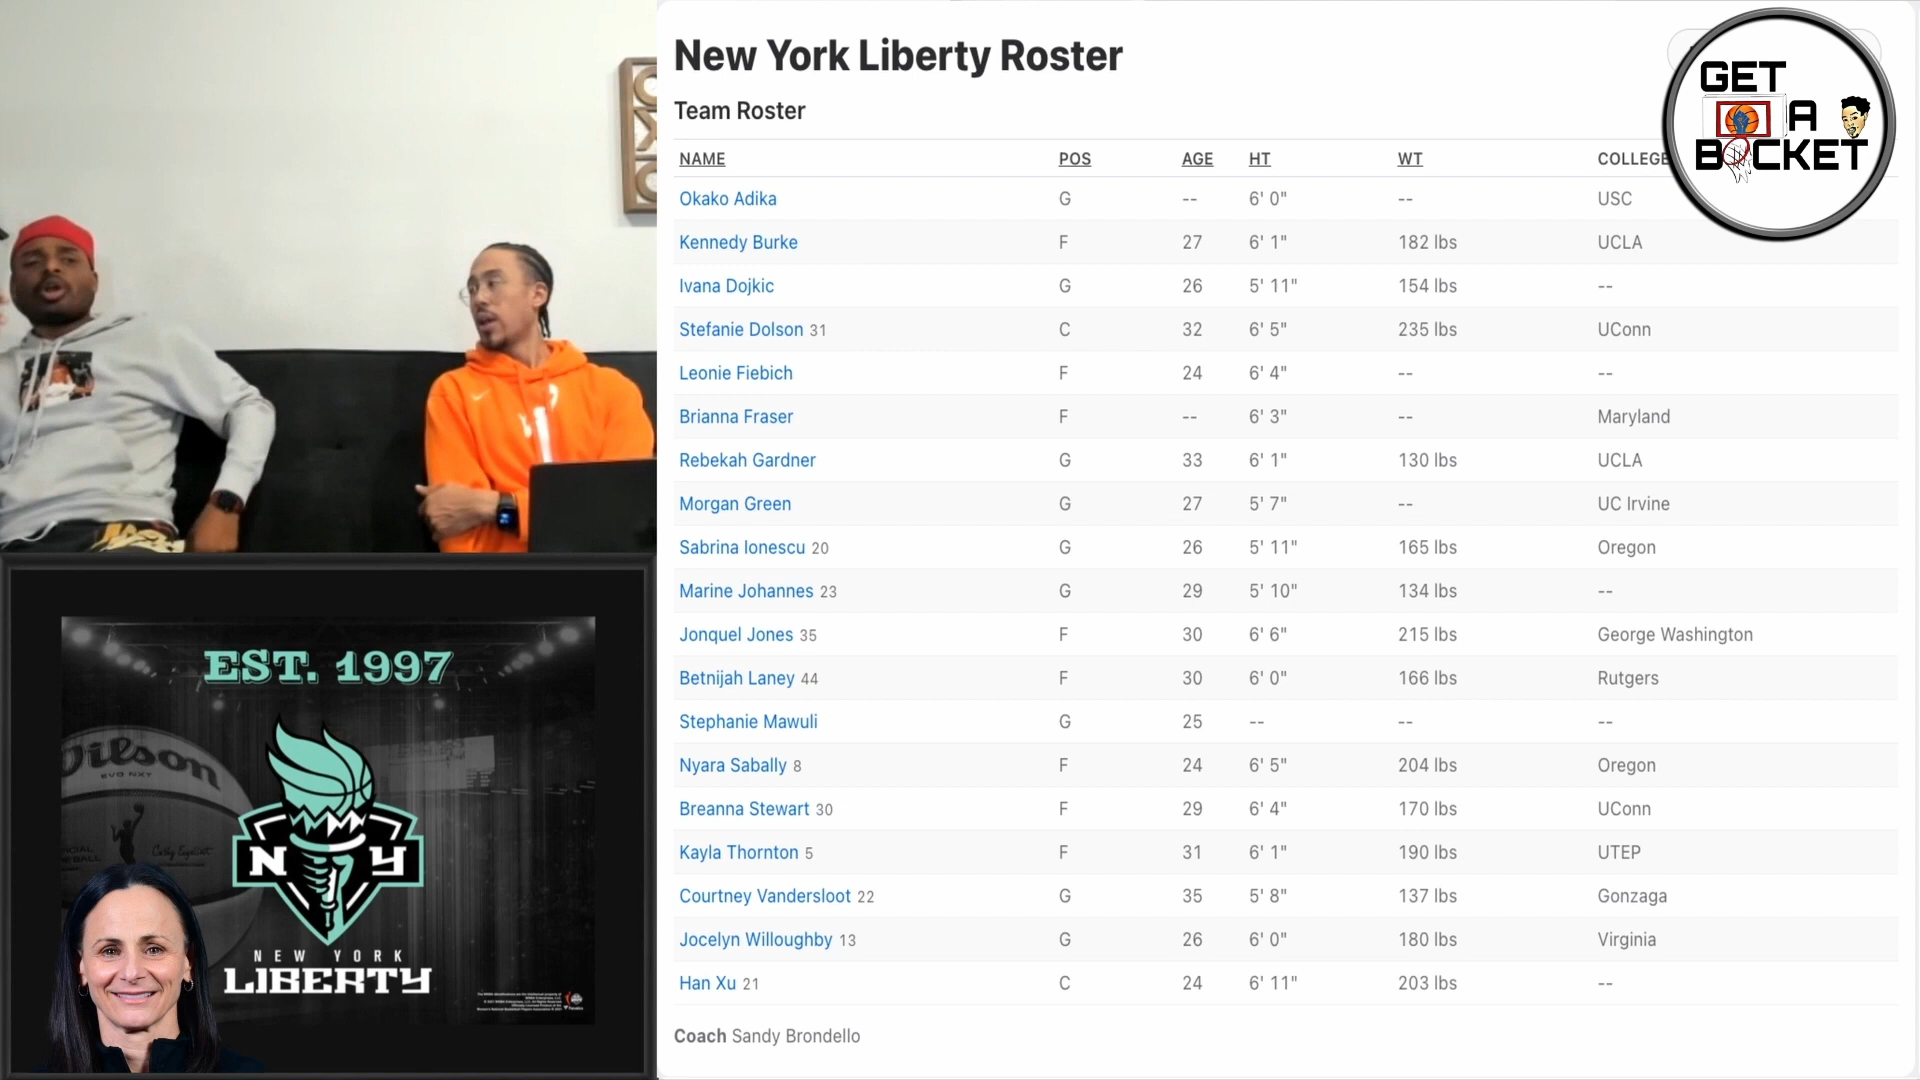 New York Liberty Roster
Team Roster
NAME POS AGE HT WT COLLEGE
Okako Adika G -- 6' 0" -- USC
Kennedy Burke F 27 6' 1" 182 lbs UCLA
Ivana Dojkic G 26 5' 11" 154 lbs --
Stefanie Dolson 31 C 32 6' 5" 235 lbs UConn
Leonie Fiebich F 24 6' 4" -- --
Brianna Fraser F -- 6' 3" -- Maryland
Rebekah Gardner G 33 6' 1" 130 lbs UCLA
Morgan Green G 27 5' 7" -- UC Irvine
Sabrina Ionescu 20 G 26 5' 11" 165 lbs Oregon
Marine Johannes 23 G 29 5' 10" 134 lbs --
Jonquel Jones 35 F 30 6' 6" 215 lbs George Washington
Betnijah Laney 44 F 30 6' 0" 166 lbs Rutgers
Stephanie Mawuli G 25 -- -- --
Nyara Sabally 8 F 24 6' 5" 204 lbs Oregon
Breanna Stewart 30 F 29 6' 4" 170 lbs UConn
Kayla Thornton 5 F 31 6' 1" 190 lbs UTEP
Courtney Vandersloot 22 G 35 5' 8" 137 lbs Gonzaga
Jocelyn Willoughby 13 G 26 6' 0" 180 lbs Virginia
Han Xu 21 C 24 6' 11" 203 lbs --
Coach Sandy Brondello
GET
A
BUCKET
EST. 1997
Wilson
EVO NXT
N Y
NEW YORK
LIBERTY